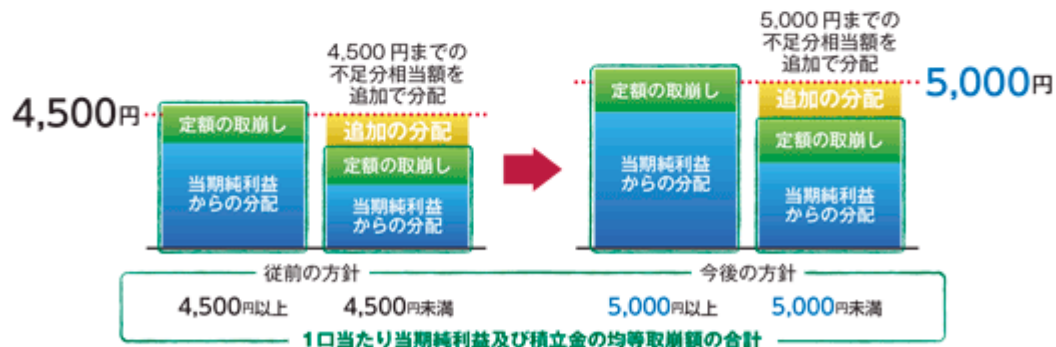 4,500円までの
不足分相当額を
追加で分配
4,500円
定額の取崩し
当期純利益
からの分配
追加の分配
定額の取崩し
当期純利益
からの分配
5,000円までの
不足分相当額を
追加で分配
5,000円
定額の取崩し
当期純利益
からの分配
追加の分配
定額の取崩し
当期純利益
からの分配
従前の方針
4,500円以上 4,500円未満
今後の方針
5,000円以上 5,000円未満
1口当たり当期純利益及び積立金の均等取崩額の合計